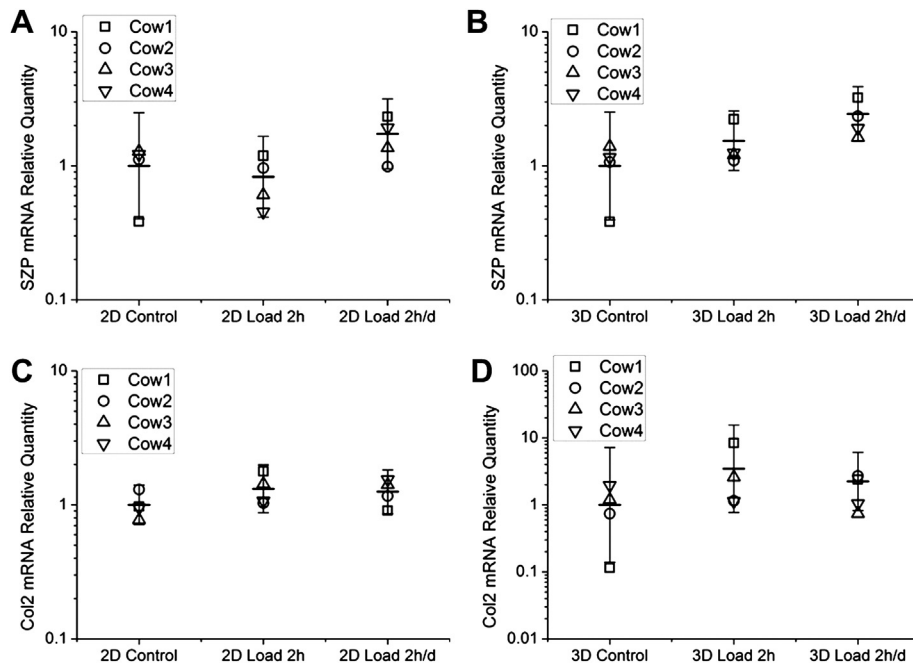 A
SZP mRNA Relative Quantity
10
1
0.1
Cow1
Cow2
Cow3
Cow4
2D Control
2D Load 2h
2D Load 2h/d
B
SZP mRNA Relative Quantity
10
1
0.1
Cow1
Cow2
Cow3
Cow4
3D Control
3D Load 2h
3D Load 2h/d
C
Col2 mRNA Relative Quantity
10
1
0.1
Cow1
Cow2
Cow3
Cow4
2D Control
2D Load 2h
2D Load 2h/d
D
Col2 mRNA Relaive Quantity
100
10
1
0.1
0.01
Cow1
Cow2
Cow3
Cow4
3D Control
3D Load 2h
3D Load 2h/d